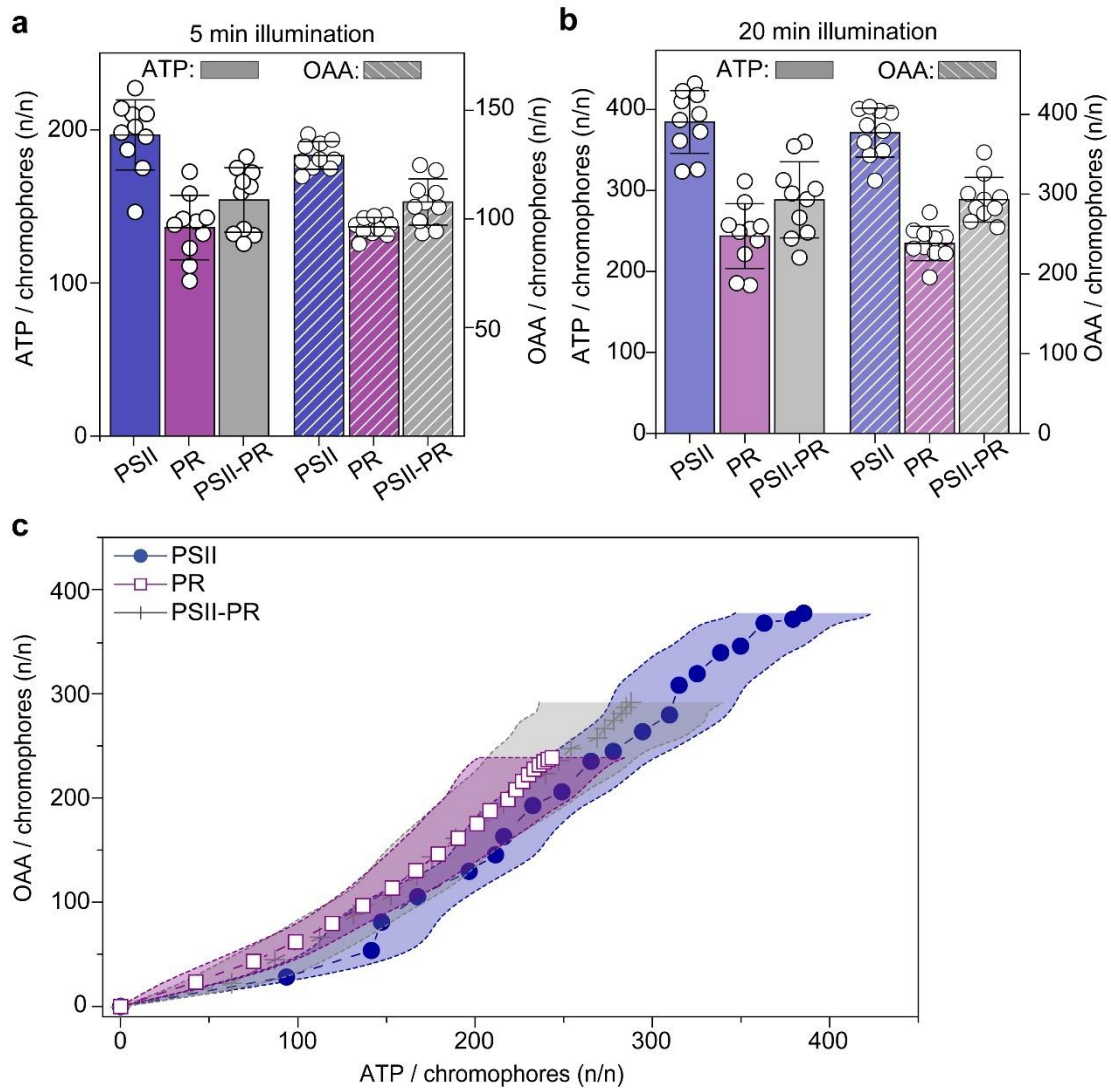 a
5 min illumination
ATP:
OAA:
ATP / chromophores (n/n)
200
100
0
150
100
50
OAA / chromophores (n/n)
PSII
PR
PSII-PR
PSII
PR
PSII-PR
b
20 min illumination
ATP:
OAA:
ATP / chromophores (n/n)
400
300
200
100
0
400
300
200
100
0
OAA / chromophores (n/n)
PSII
PR
PSII-PR
PSII
PR
PSII-PR
c
PSII
PR
PSII-PR
OAA / chromophores (n/n)
400
300
200
100
0
0
100
200
300
400
ATP / chromophores (n/n)